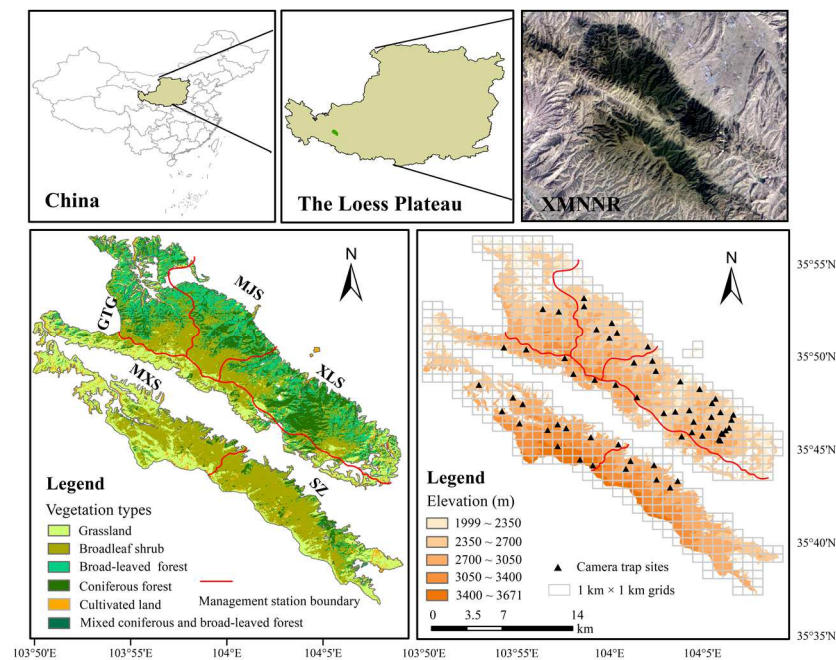 China
The Loess Plateau
XMNNR
N
MJS
GTG
MXS
XLS
SZ
Legend
Vegetation types
Grassland
Broadleaf shrub
Broad-leaved forest
Coniferous forest
Cultivated land
Mixed coniferous and broad-leaved forest
Management station boundary
103°50'E
103°55'E
104°E
104°5'E
N
35°55'N
35°50'N
35°45'N
35°40'N
35°35'N
Legend
Elevation (m)
1999 ~ 2350
2350 ~ 2700
2700 ~ 3050
3050 ~ 3400
3400 ~ 3671
Camera trap sites
1 km × 1 km grids
0 3.5 7 14
km
103°50'E
103°55'E
104°E
104°5'E